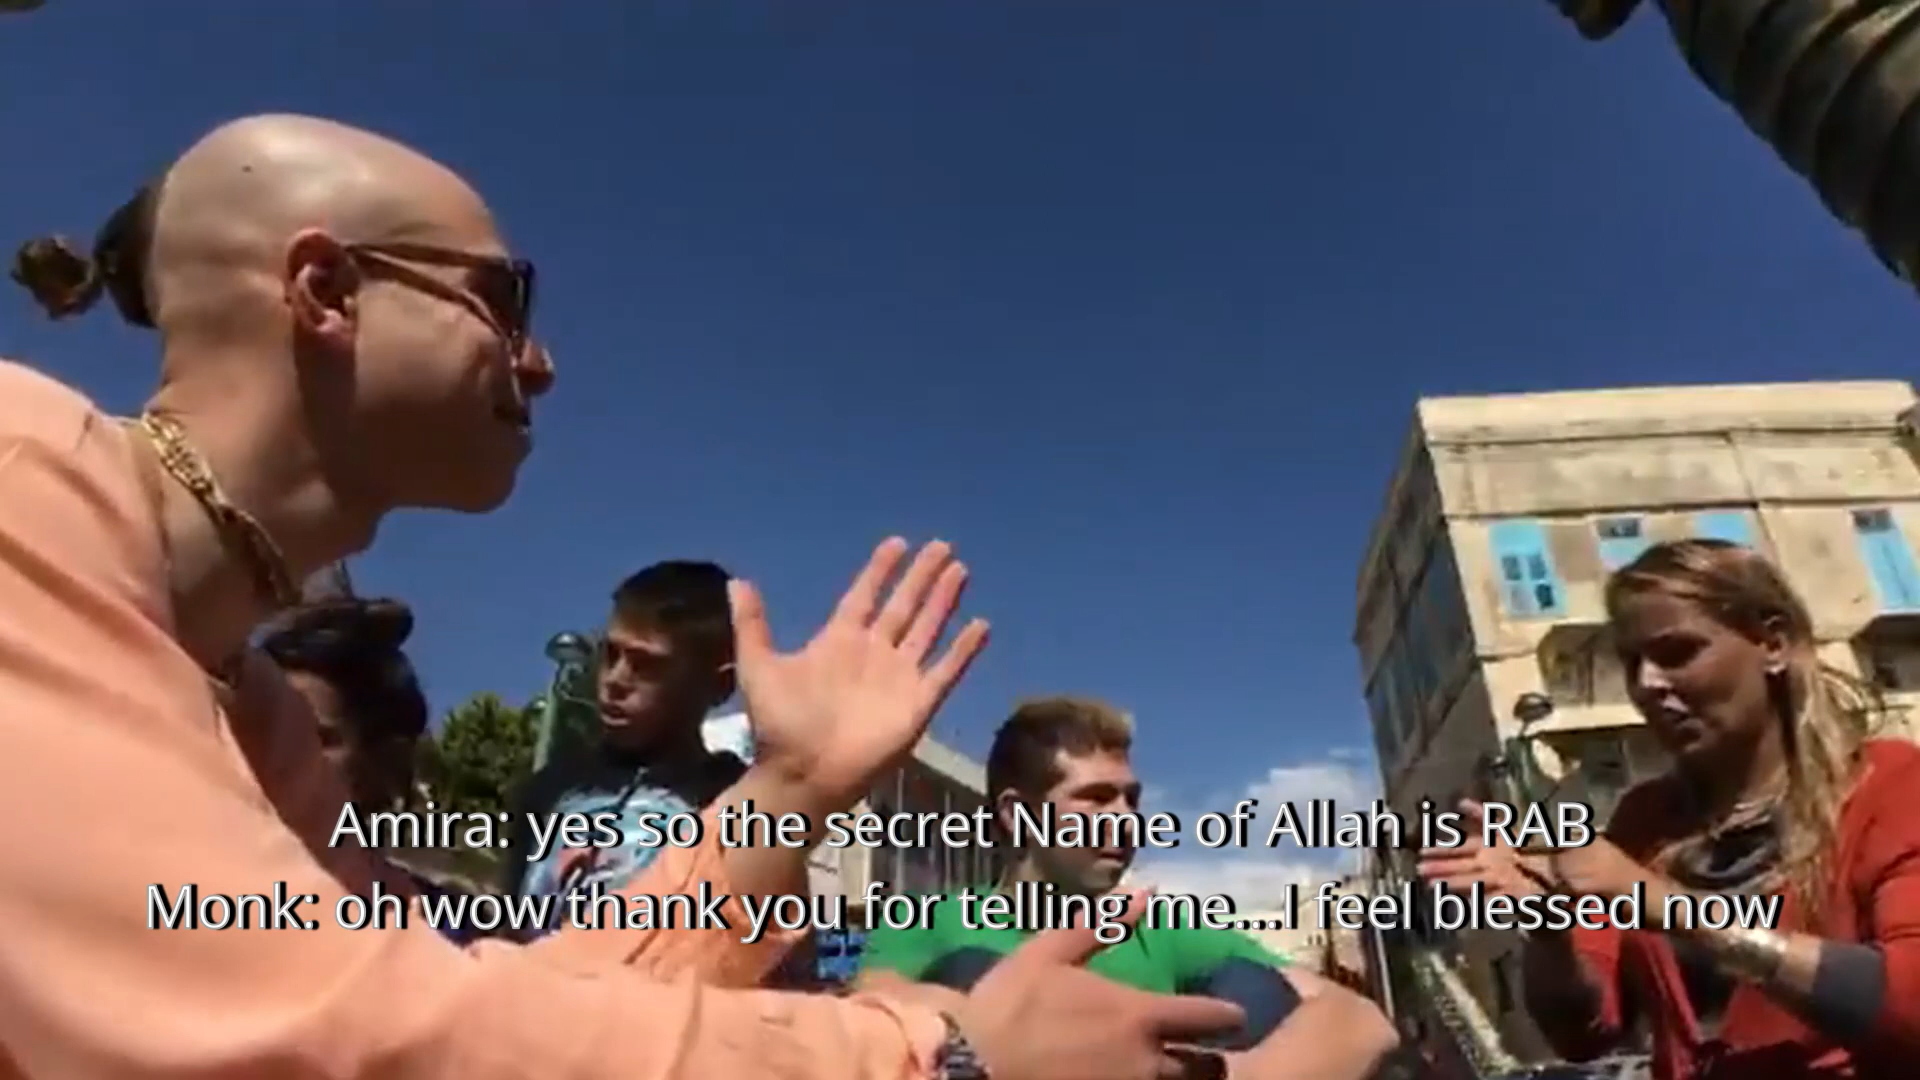 Amira: yes so the secret Name of Allah is RAB
Monk: oh wow thank you for telling me....I feel blessed now